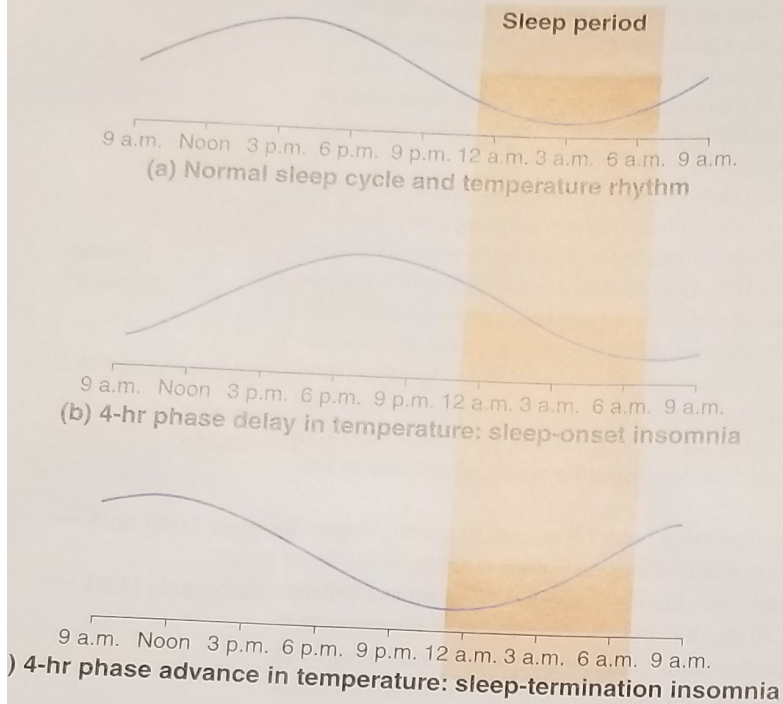 Sleep period
9 a.m. Noon 3 p.m. 6 p.m. 9 p.m. 12 a.m. 3 a.m. 6 a.m. 9 a.m.
(a) Normal sleep cycle and temperature rhythm
9 a.m. Noon 3 p.m. 6 p.m. 9 p.m. 12 a.m. 3 a.m. 6 a.m. 9 a.m.
(b) 4-hr phase delay in temperature: sleep-onset insomnia
9 a.m. Noon 3 p.m. 6 p.m. 9 p.m. 12 a.m. 3 a.m. 6 a.m. 9 a.m.
) 4-hr phase advance in temperature: sleep-termination insomnia